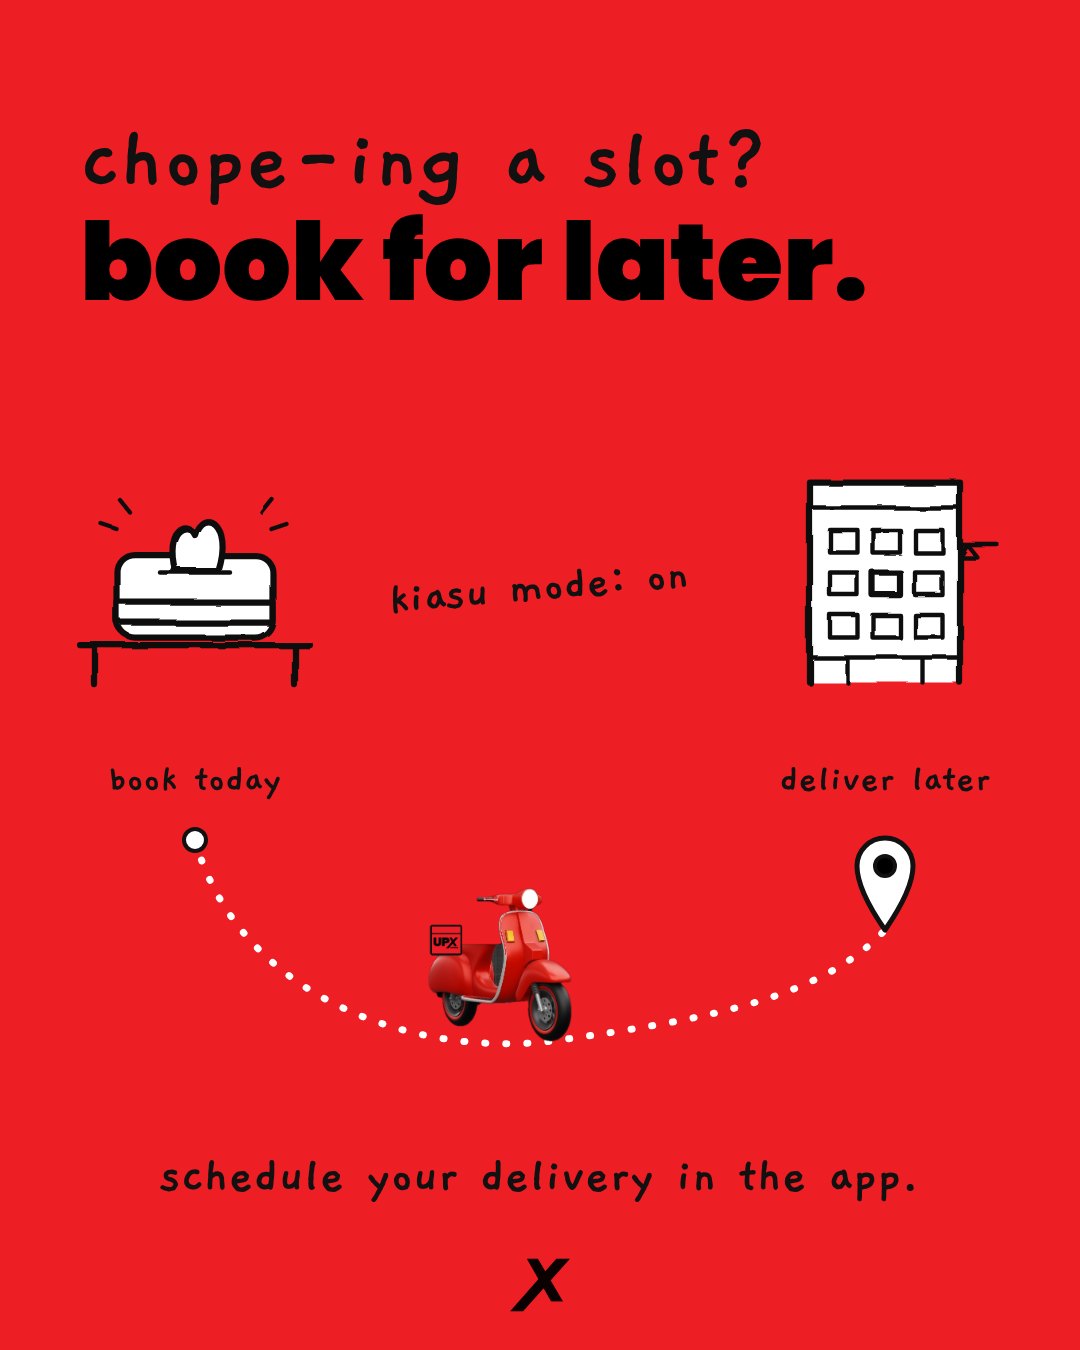 chope-ing a slot?
book for later.
kiasu mode: on
book today
deliver later
UPX
schedule your delivery in the app.
X